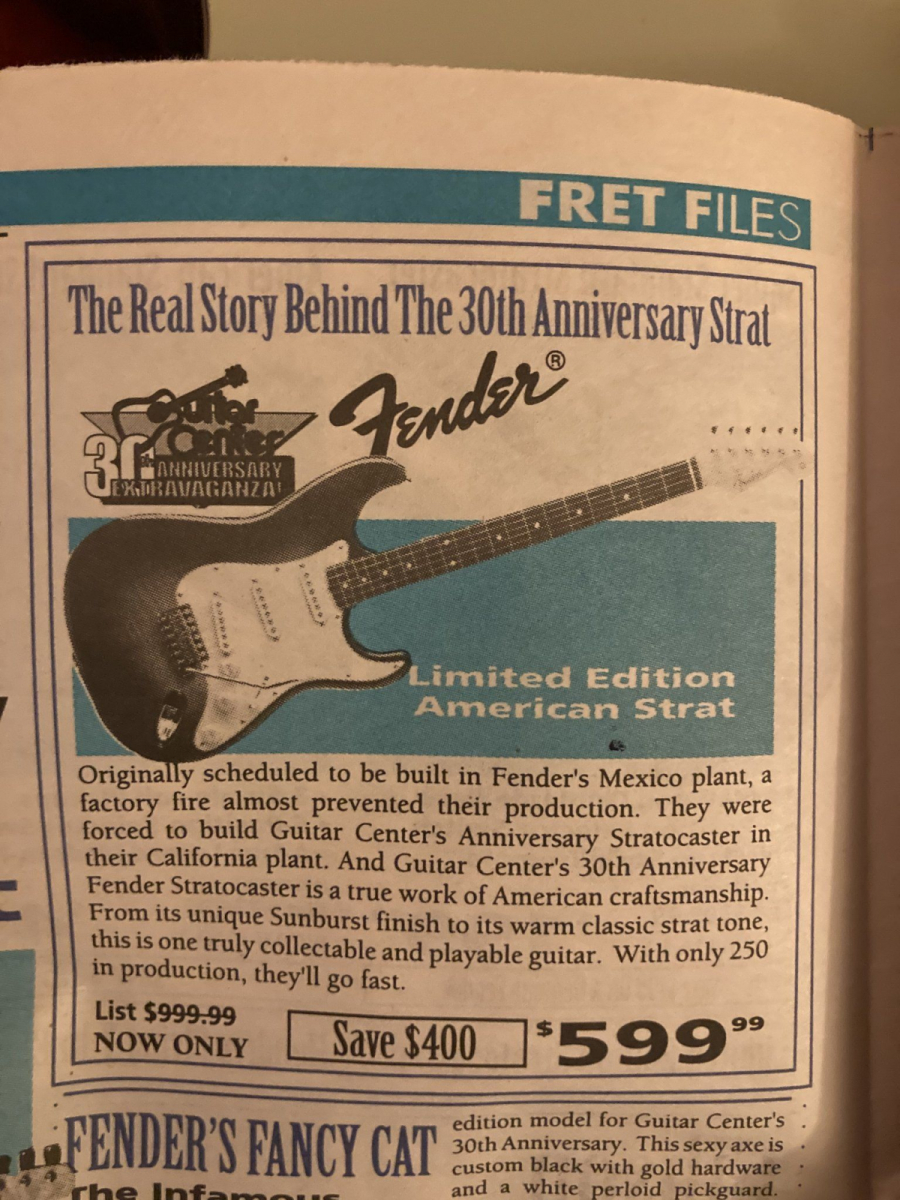 FRET FILES
The Real Story Behind The 30th Anniversary Strat
Guitar
Center
30th
ANNIVERSARY
EXTRAVAGANZA!
Fender®
Fender
Limited Edition
American Strat
Originally scheduled to be built in Fender's Mexico plant, a
factory fire almost prevented their production. They were
forced to build Guitar Center's Anniversary Stratocaster in
their California plant. And Guitar Center's 30th Anniversary
Fender Stratocaster is a true work of American craftsmanship.
From its unique Sunburst finish to its warm classic strat tone,
this is one truly collectable and playable guitar. With only 250
in production, they'll go fast.
List $999.99
NOW ONLY
Save $400
$599.99
FENDER'S FANCY CAT
The Infamous
edition model for Guitar Center's
30th Anniversary. This sexy axe is
custom black with gold hardware
and a white perloid pickguard.